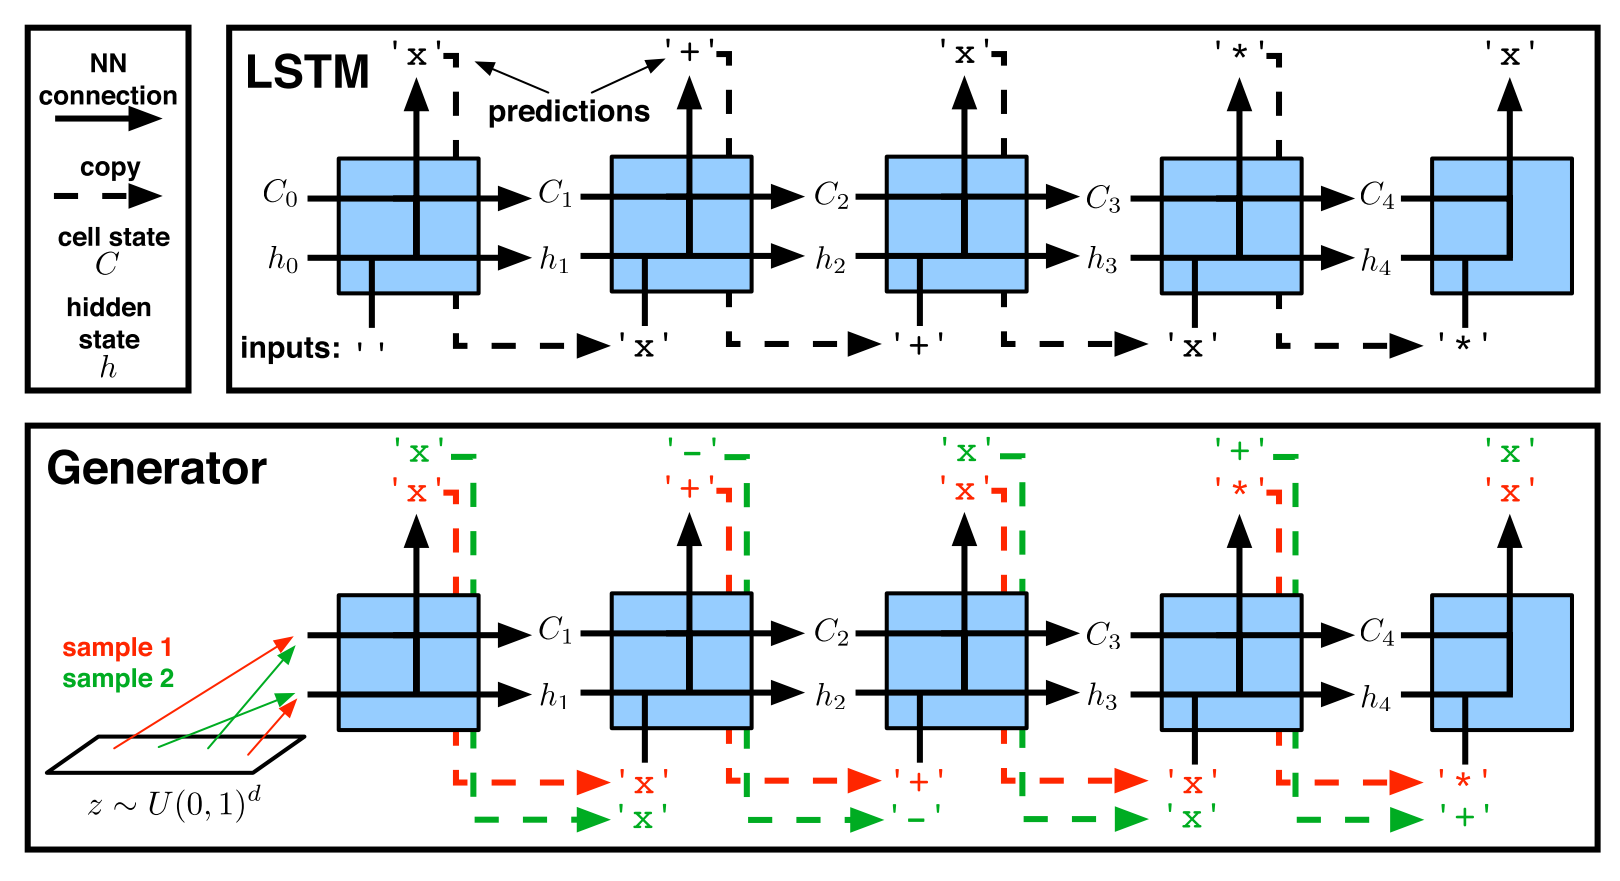 NN
connection
copy
cell state
C
hidden
state
h
LSTM
'x' '+' 'x' '*' 'x'
predictions
C₀ C₁ C₂ C₃ C₄
h₀ h₁ h₂ h₃ h₄
inputs: ' ' 'x' '+' 'x' '*'
Generator
'x' '-' 'x' '+' 'x'
'x' '+' 'x' '*' 'x'
C₁ C₂ C₃ C₄
sample 1
sample 2
h₁ h₂ h₃ h₄
'x' '+' 'x' '*'
'x' '-' 'x' '+'
z ∼ U(0, 1)ᵈ